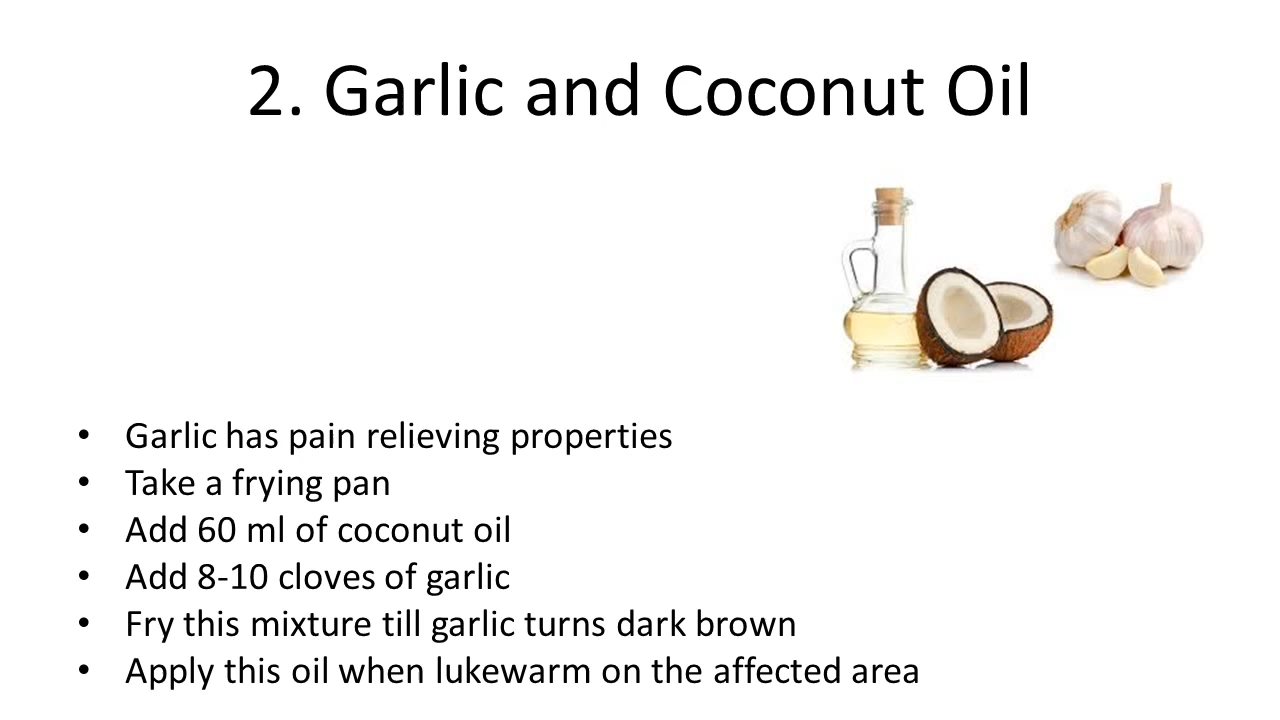 2. Garlic and Coconut Oil
• Garlic has pain relieving properties
• Take a frying pan
• Add 60 ml of coconut oil
• Add 8-10 cloves of garlic
• Fry this mixture till garlic turns dark brown
• Apply this oil when lukewarm on the affected area